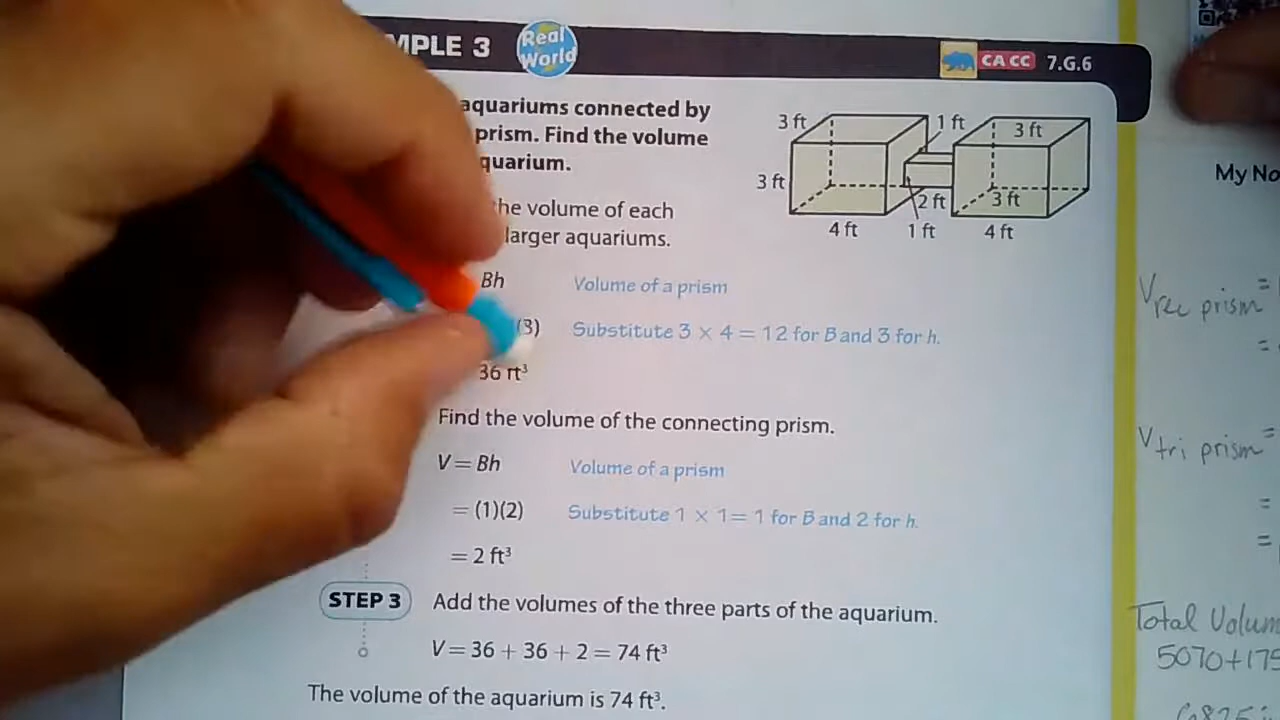 MPLE 3 Real World CA CC 7.G.6
aquariums connected by
prism. Find the volume
quarium.
3 ft 1 ft 3 ft
3 ft 2 ft 3 ft
4 ft 1 ft 4 ft
he volume of each
larger aquariums.
Bh Volume of a prism
(3) Substitute 3 × 4 = 12 for B and 3 for h.
36 ft³
Find the volume of the connecting prism.
V = Bh Volume of a prism
= (1)(2) Substitute 1 × 1 = 1 for B and 2 for h.
= 2 ft³
STEP 3 Add the volumes of the three parts of the aquarium.
V = 36 + 36 + 2 = 74 ft³
The volume of the aquarium is 74 ft³.
My No
V rec prism =
=
V tri prism =
=
=
Total Volum
5070+175